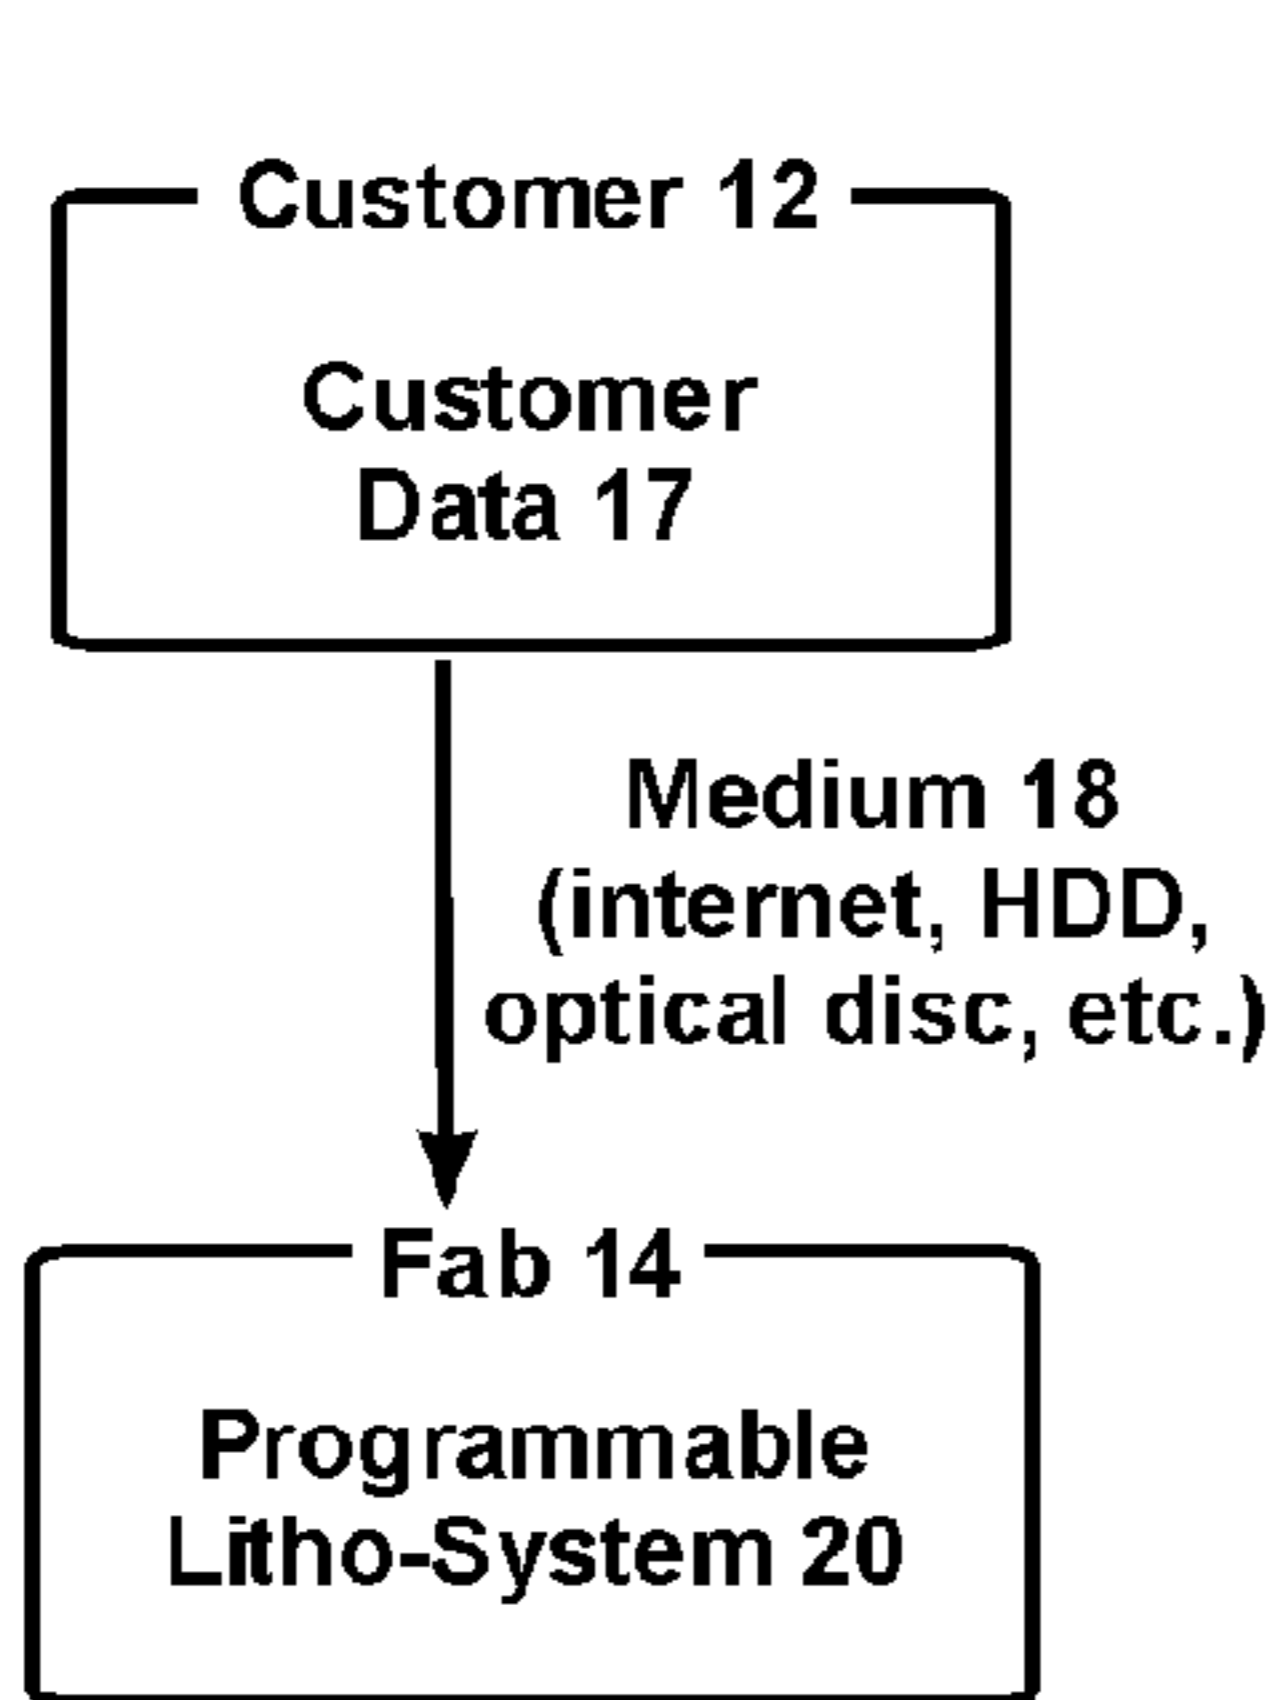 Customer 12
Customer
Data 17
Medium 18
(internet, HDD,
optical disc, etc.)
Fab 14
Programmable
Litho-System 20